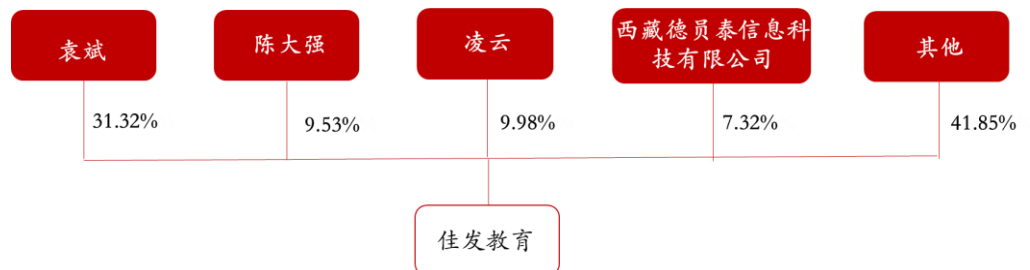 袁斌
陈大强
凌云
西藏德员泰信息科
技有限公司
其他
31.32%
9.53%
9.98%
7.32%
41.85%
佳发教育